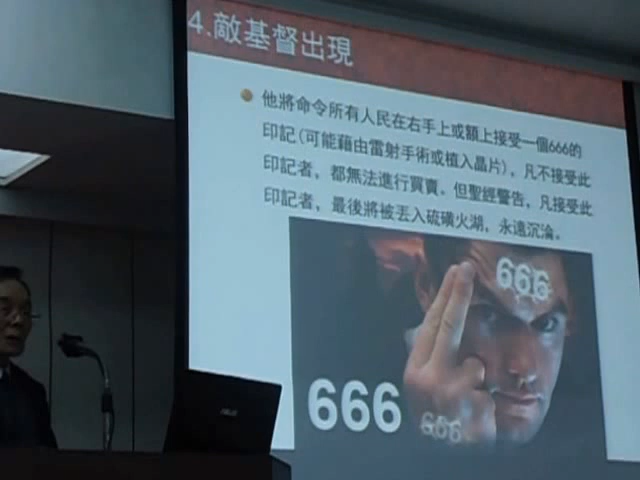 4.敵基督出現
他將命令所有人民在右手上或額上接受一個666的
印記(可能藉由雷射手術或植入晶片)，凡不接受此
印記者，都無法進行買賣．但聖經警告，凡接受此
印記者，最後將被丟入硫磺火湖，永遠沉淪。
666
666
666
ASUS